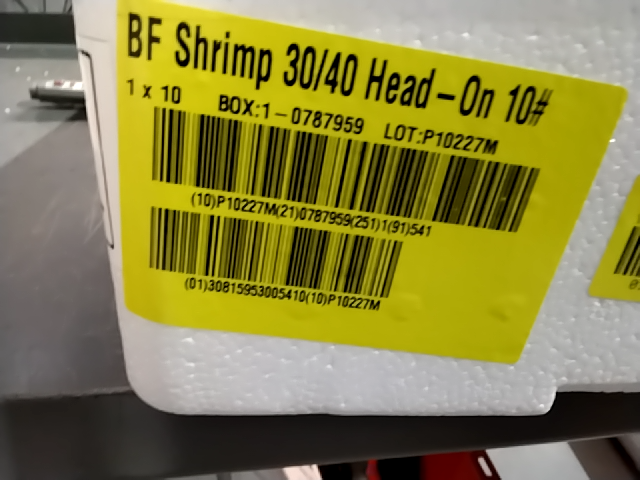 BF Shrimp 30/40 Head-On 10#
1 x 10 BOX:1-0787959 LOT:P10227M
(10)P10227M(21)0787959(251)1(91)541
(01)30815953005410(10)P10227M